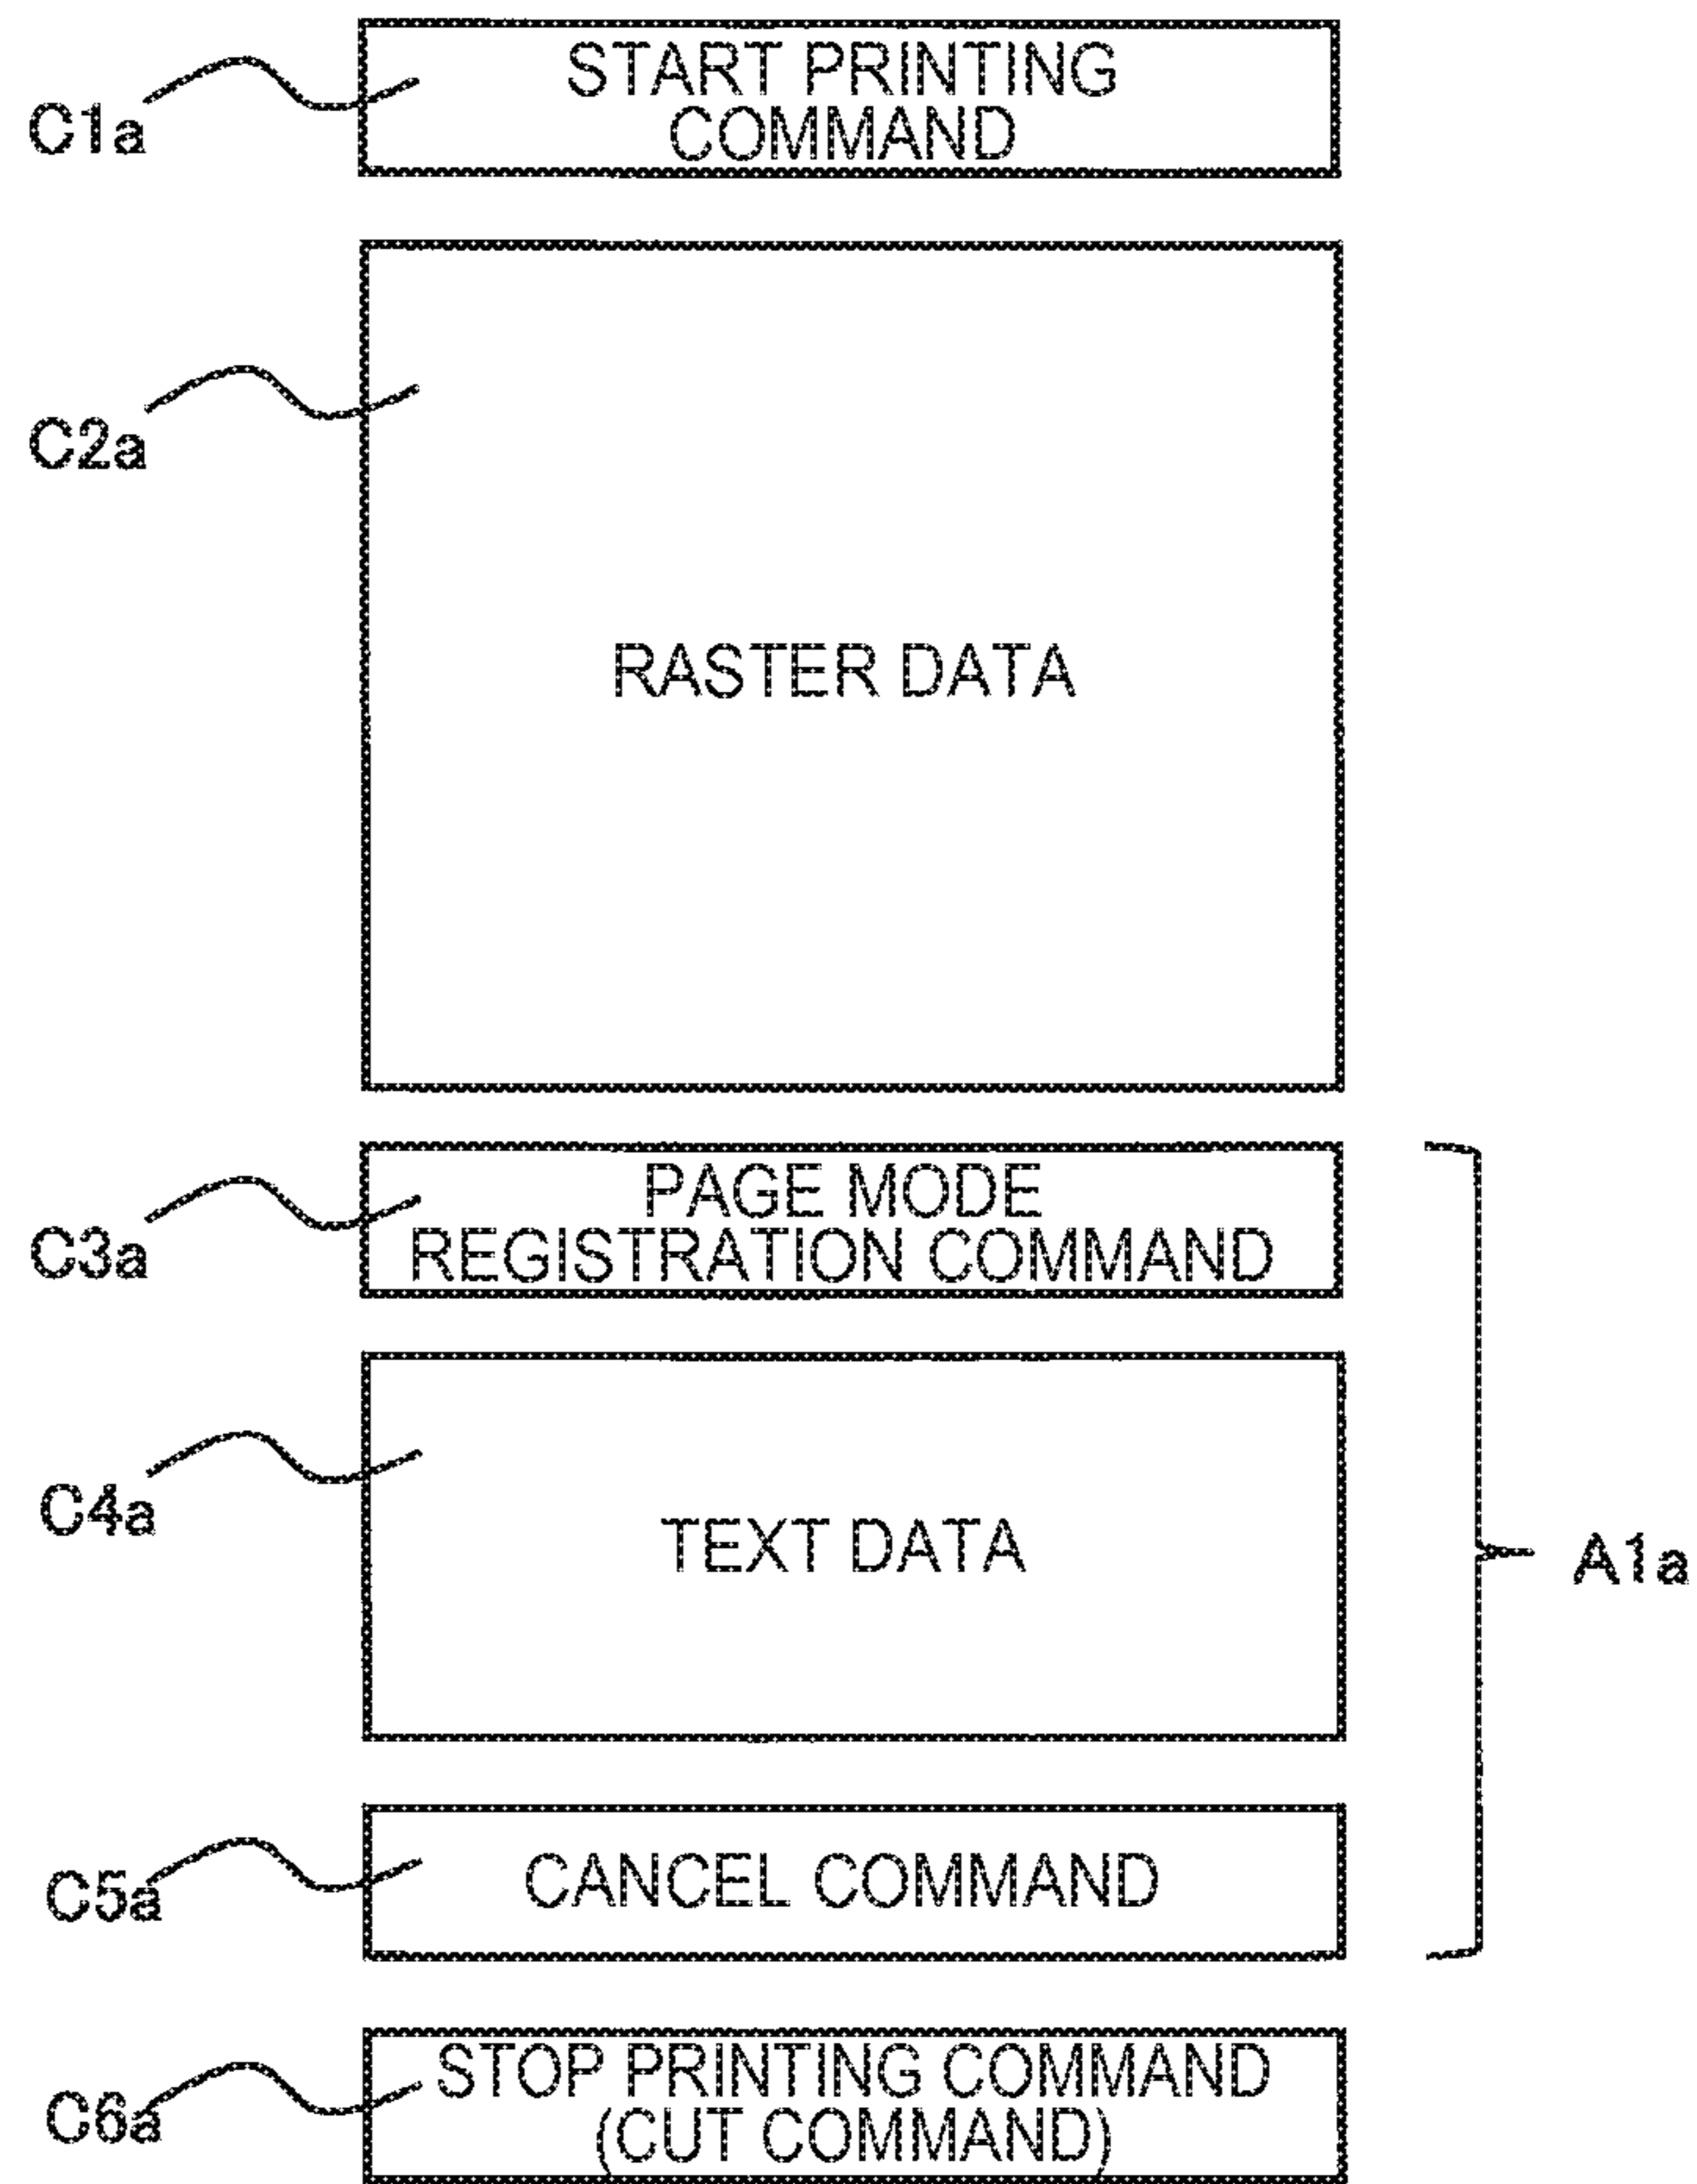 START PRINTING
COMMAND
C1a
C2a
RASTER DATA
PAGE MODE
REGISTRATION COMMAND
C3a
C4a
TEXT DATA
A1a
CANCEL COMMAND
C5a
STOP PRINTING COMMAND
(CUT COMMAND)
C6a